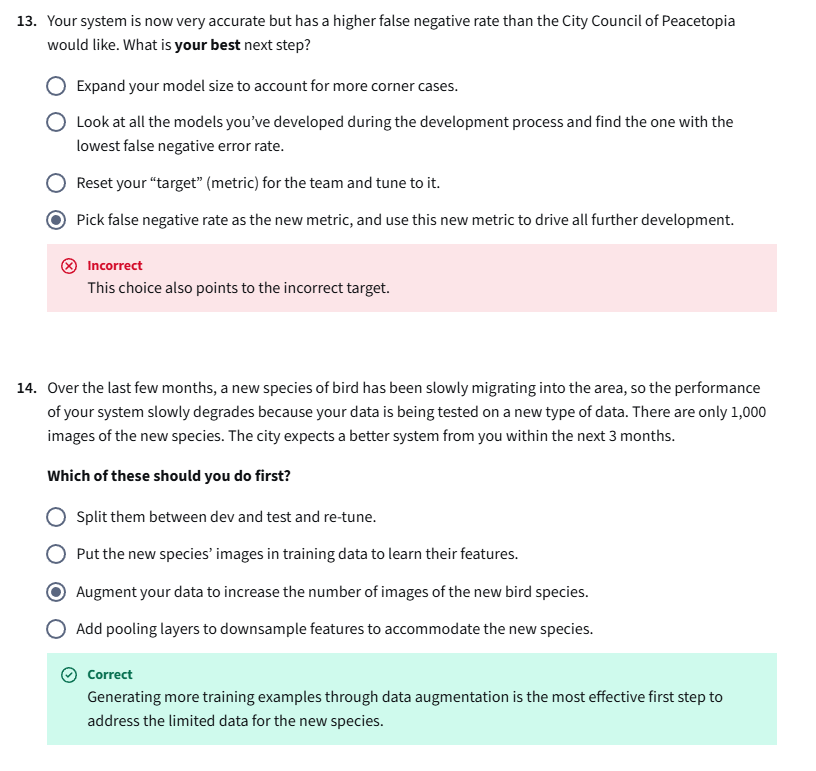 13. Your system is now very accurate but has a higher false negative rate than the City Council of Peacetopia
would like. What is your best next step?
Expand your model size to account for more corner cases.
Look at all the models you’ve developed during the development process and find the one with the
lowest false negative error rate.
Reset your “target” (metric) for the team and tune to it.
Pick false negative rate as the new metric, and use this new metric to drive all further development.
Incorrect
This choice also points to the incorrect target.
14. Over the last few months, a new species of bird has been slowly migrating into the area, so the performance
of your system slowly degrades because your data is being tested on a new type of data. There are only 1,000
images of the new species. The city expects a better system from you within the next 3 months.
Which of these should you do first?
Split them between dev and test and re-tune.
Put the new species’ images in training data to learn their features.
Augment your data to increase the number of images of the new bird species.
Add pooling layers to downsample features to accommodate the new species.
Correct
Generating more training examples through data augmentation is the most effective first step to
address the limited data for the new species.